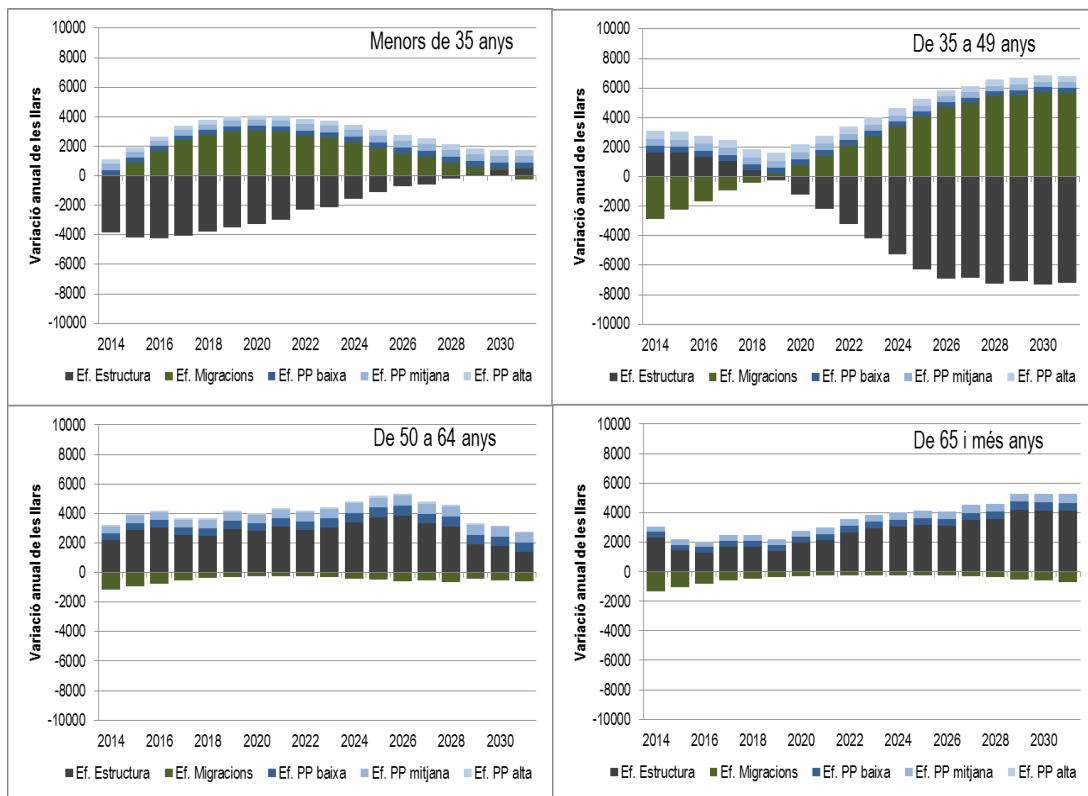 Menors de 35 anys
Variació anual de les llars
10000
8000
6000
4000
2000
0
-2000
-4000
-6000
-8000
-10000
2014 2016 2018 2020 2022 2024 2026 2028 2030
Ef. Estructura Ef. Migracions Ef. PP baixa Ef. PP mitjana Ef. PP alta
De 35 a 49 anys
Variació anual de les llars
10000
8000
6000
4000
2000
0
-2000
-4000
-6000
-8000
-10000
2014 2016 2018 2020 2022 2024 2026 2028 2030
Ef. Estructura Ef. Migracions Ef. PP baixa Ef. PP mitjana Ef. PP alta
De 50 a 64 anys
Variació anual de les llars
10000
8000
6000
4000
2000
0
-2000
-4000
-6000
-8000
-10000
2014 2016 2018 2020 2022 2024 2026 2028 2030
Ef. Estructura Ef. Migracions Ef. PP baixa Ef. PP mitjana Ef. PP alta
De 65 i més anys
Variació anual de les llars
10000
8000
6000
4000
2000
0
-2000
-4000
-6000
-8000
-10000
2014 2016 2018 2020 2022 2024 2026 2028 2030
Ef. Estructura Ef. Migracions Ef. PP baixa Ef. PP mitjana Ef. PP alta